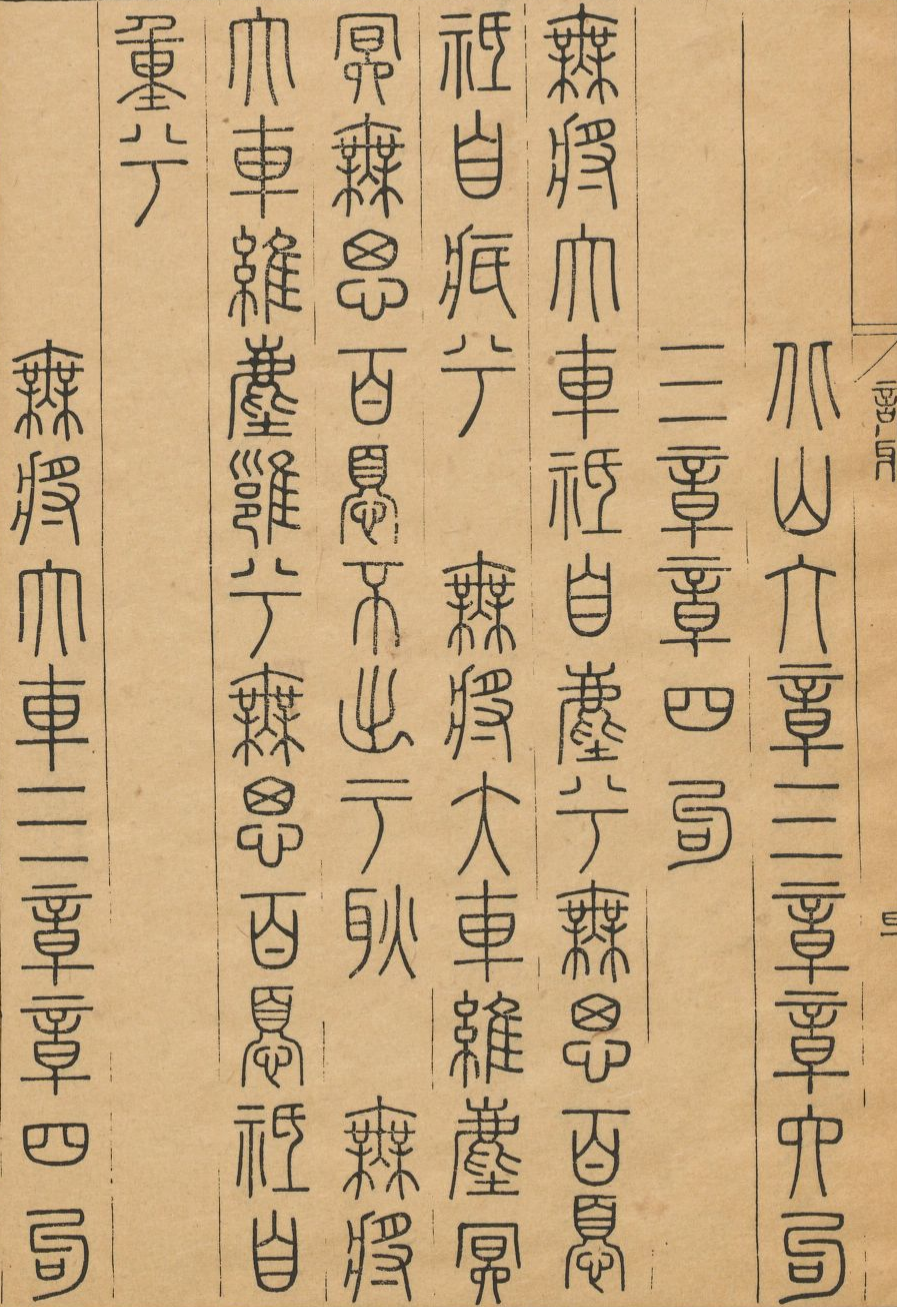 北山六章三章章六句
三章章四句
無將大車祇自塵兮無思百憂
祇自疧兮　無將大車維塵冥
冥無思百憂不出于耿　無將
大車維塵雝兮無思百憂祇自
重兮
無將大車三章章四句